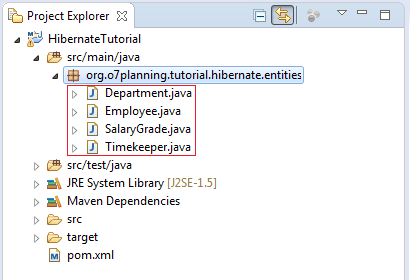 Project Explorer
HibernateTutorial
src/main/java
org.o7planning.tutorial.hibernate.entities
Department.java
Employee.java
SalaryGrade.java
Timekeeper.java
src/test/java
JRE System Library [J2SE-1.5]
Maven Dependencies
src
target
pom.xml